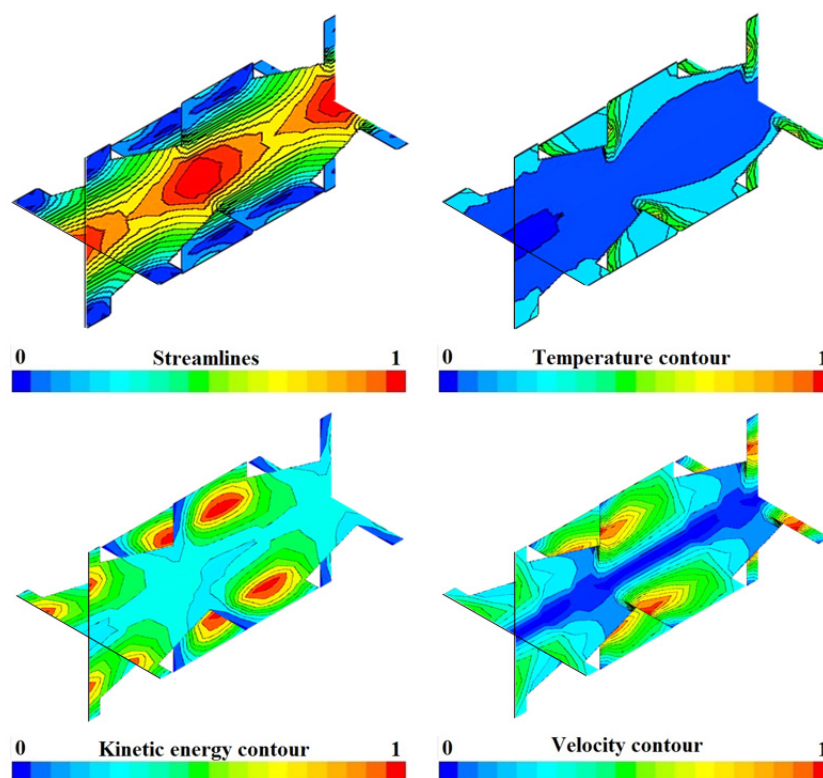 0 1
Streamlines
0 1
Temperature contour
0 1
Kinetic energy contour
0 1
Velocity contour